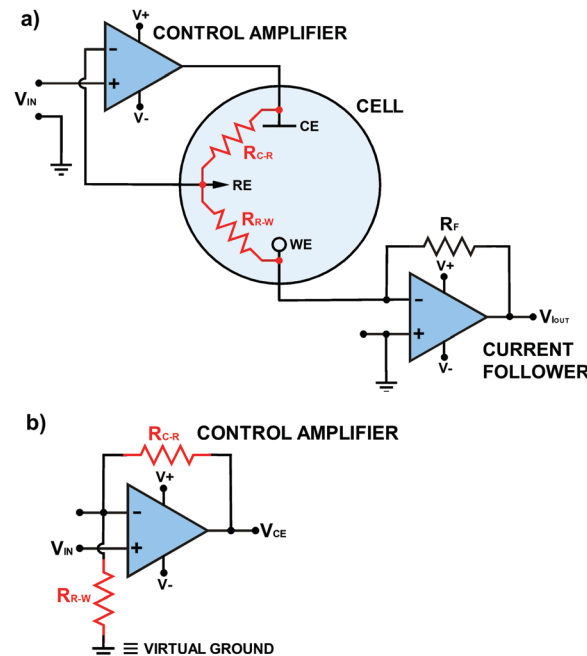 a)
CONTROL AMPLIFIER
V+
-
+
V-
VIN
CELL
CE
RC-R
RE
RR-W
WE
RF
V+
-
+
V-
VIOUT
CURRENT
FOLLOWER
b)
RC-R
CONTROL AMPLIFIER
V+
-
+
V-
VIN
VCE
RR-W
≡ VIRTUAL GROUND